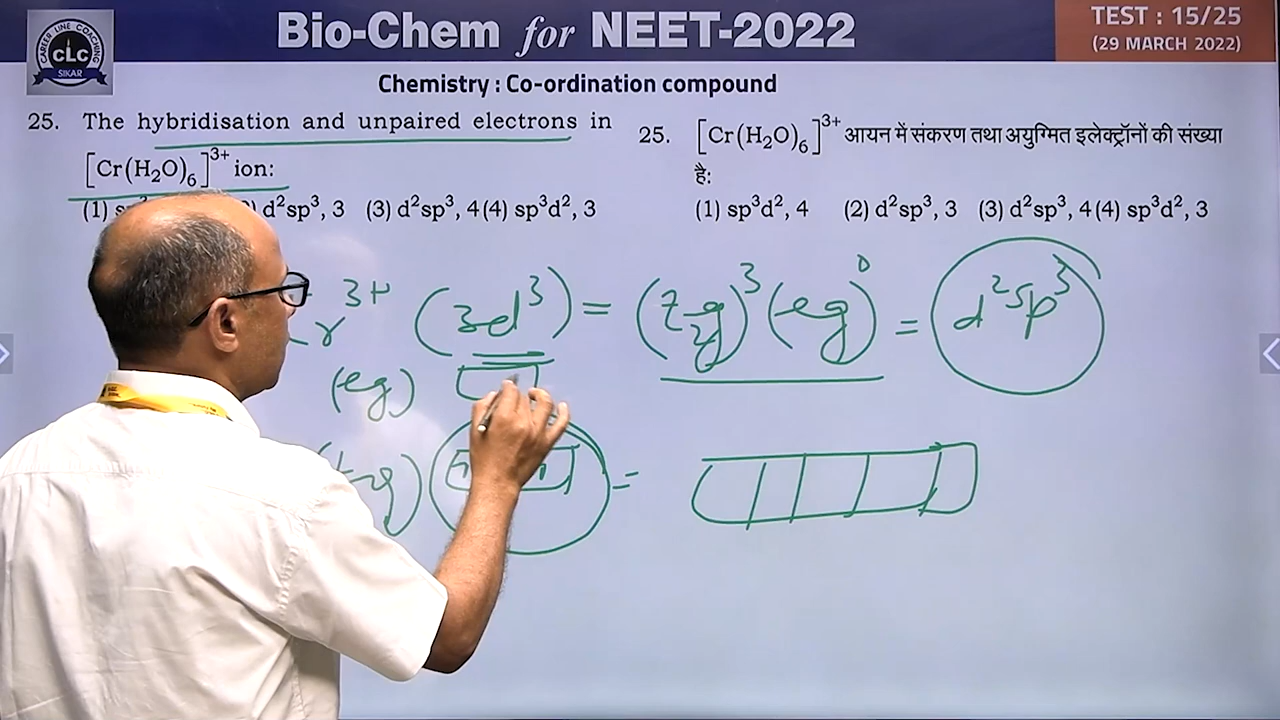 Bio-Chem for NEET-2022
TEST : 15/25
(29 MARCH 2022)
CAREER LINE COACHING
CLC
SIKAR
Chemistry : Co-ordination compound
25. The hybridisation and unpaired electrons in
[Cr(H₂O)₆]³⁺ ion:
(1) sp³ d²sp³, 3 (3) d²sp³, 4 (4) sp³d², 3
25. [Cr(H₂O)₆]³⁺ आयन में संकरण तथा अयुग्मित इलेक्ट्रॉनों की संख्या
है:
(1) sp³d², 4 (2) d²sp³, 3 (3) d²sp³, 4 (4) sp³d², 3
r 3+ (3d³) = (t₂g)³ (eg)⁰ = d²sp³
(eg)
=